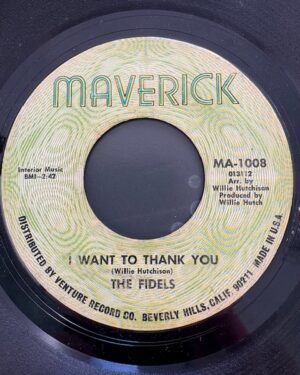 MAVERICK
Interior Music
BMI-2:42
MA-1008
013112
Arr. by
Willie Hutchison
Produced by
Willie Hutch
I WANT TO THANK YOU
(Willie Hutchison)
THE FIDELS
DISTRIBUTED BY VENTURE RECORD CO. BEVERLY HILLS, CALIF. 90211 MADE IN U.S.A